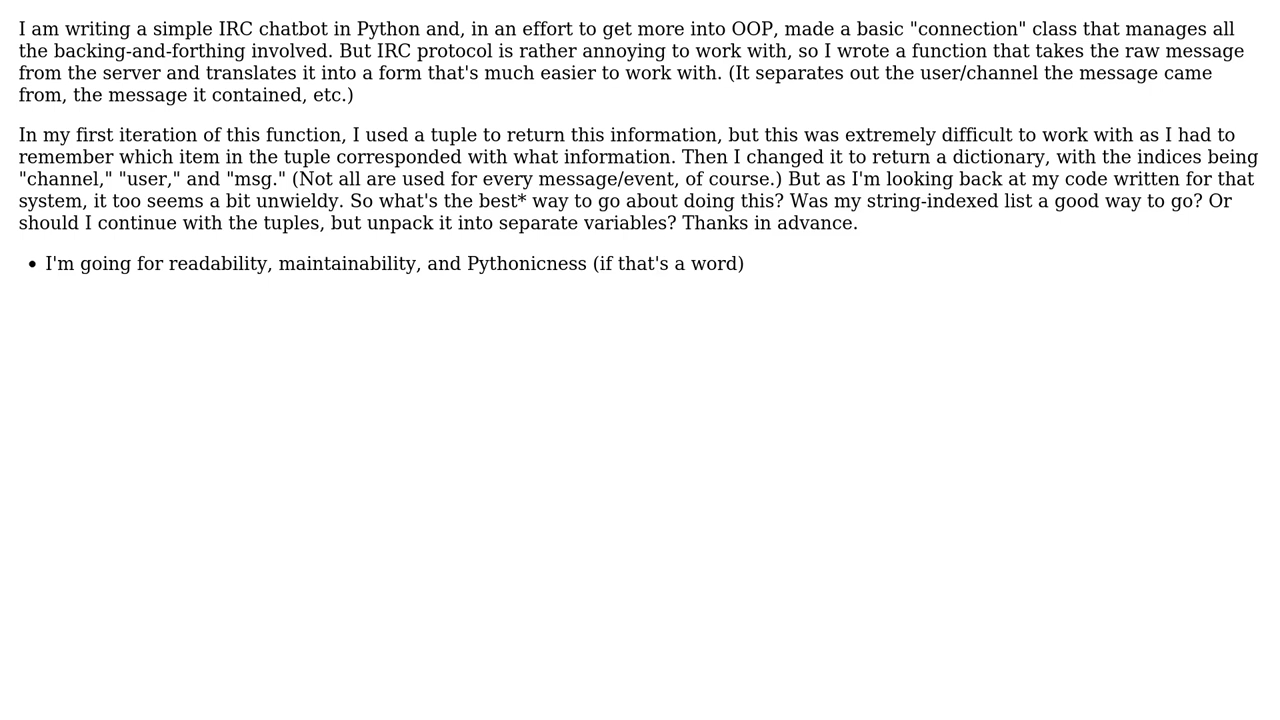 I am writing a simple IRC chatbot in Python and, in an effort to get more into OOP, made a basic "connection" class that manages all
the backing-and-forthing involved. But IRC protocol is rather annoying to work with, so I wrote a function that takes the raw message
from the server and translates it into a form that's much easier to work with. (It separates out the user/channel the message came
from, the message it contained, etc.)
In my first iteration of this function, I used a tuple to return this information, but this was extremely difficult to work with as I had to
remember which item in the tuple corresponded with what information. Then I changed it to return a dictionary, with the indices being
"channel," "user," and "msg." (Not all are used for every message/event, of course.) But as I'm looking back at my code written for that
system, it too seems a bit unwieldy. So what's the best* way to go about doing this? Was my string-indexed list a good way to go? Or
should I continue with the tuples, but unpack it into separate variables? Thanks in advance.
• I'm going for readability, maintainability, and Pythonicness (if that's a word)